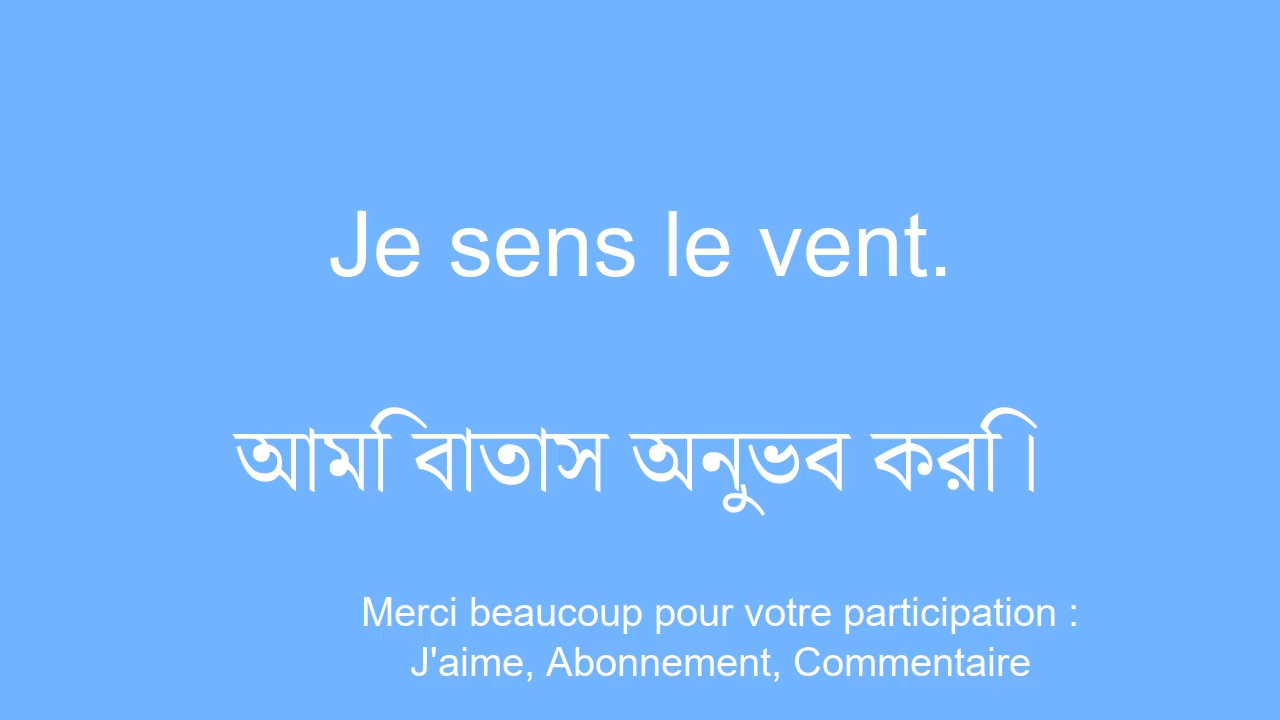 Je sens le vent.
আমি বাতাস অনুভব করি।
Merci beaucoup pour votre participation :
J'aime, Abonnement, Commentaire